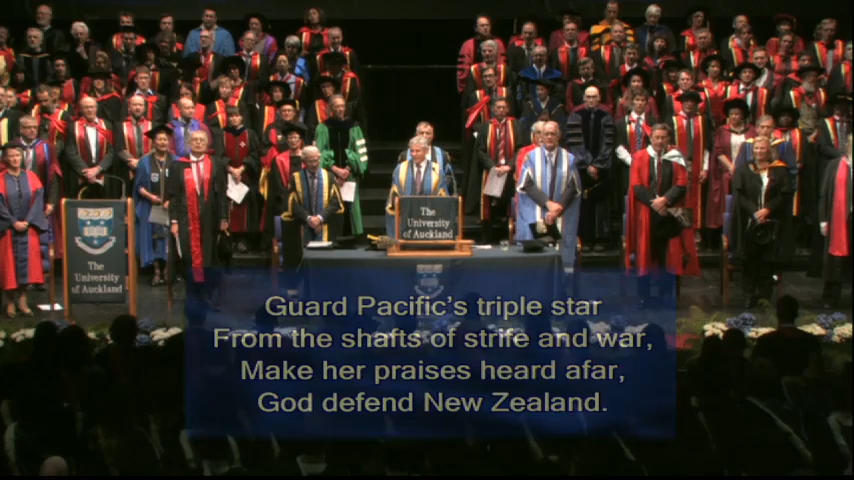 The University
of Auckland
The
University
of Auckland
Guard Pacific's triple star
From the shafts of strife and war,
Make her praises heard afar,
God defend New Zealand.